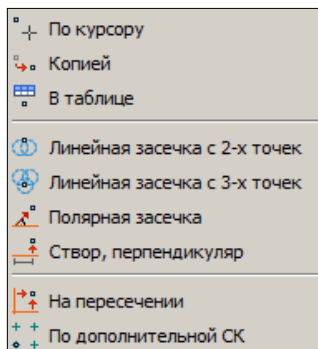 По курсору
Копией
В таблице
Линейная засечка с 2-х точек
Линейная засечка с 3-х точек
Полярная засечка
Створ, перпендикуляр
На пересечении
По дополнительной СК